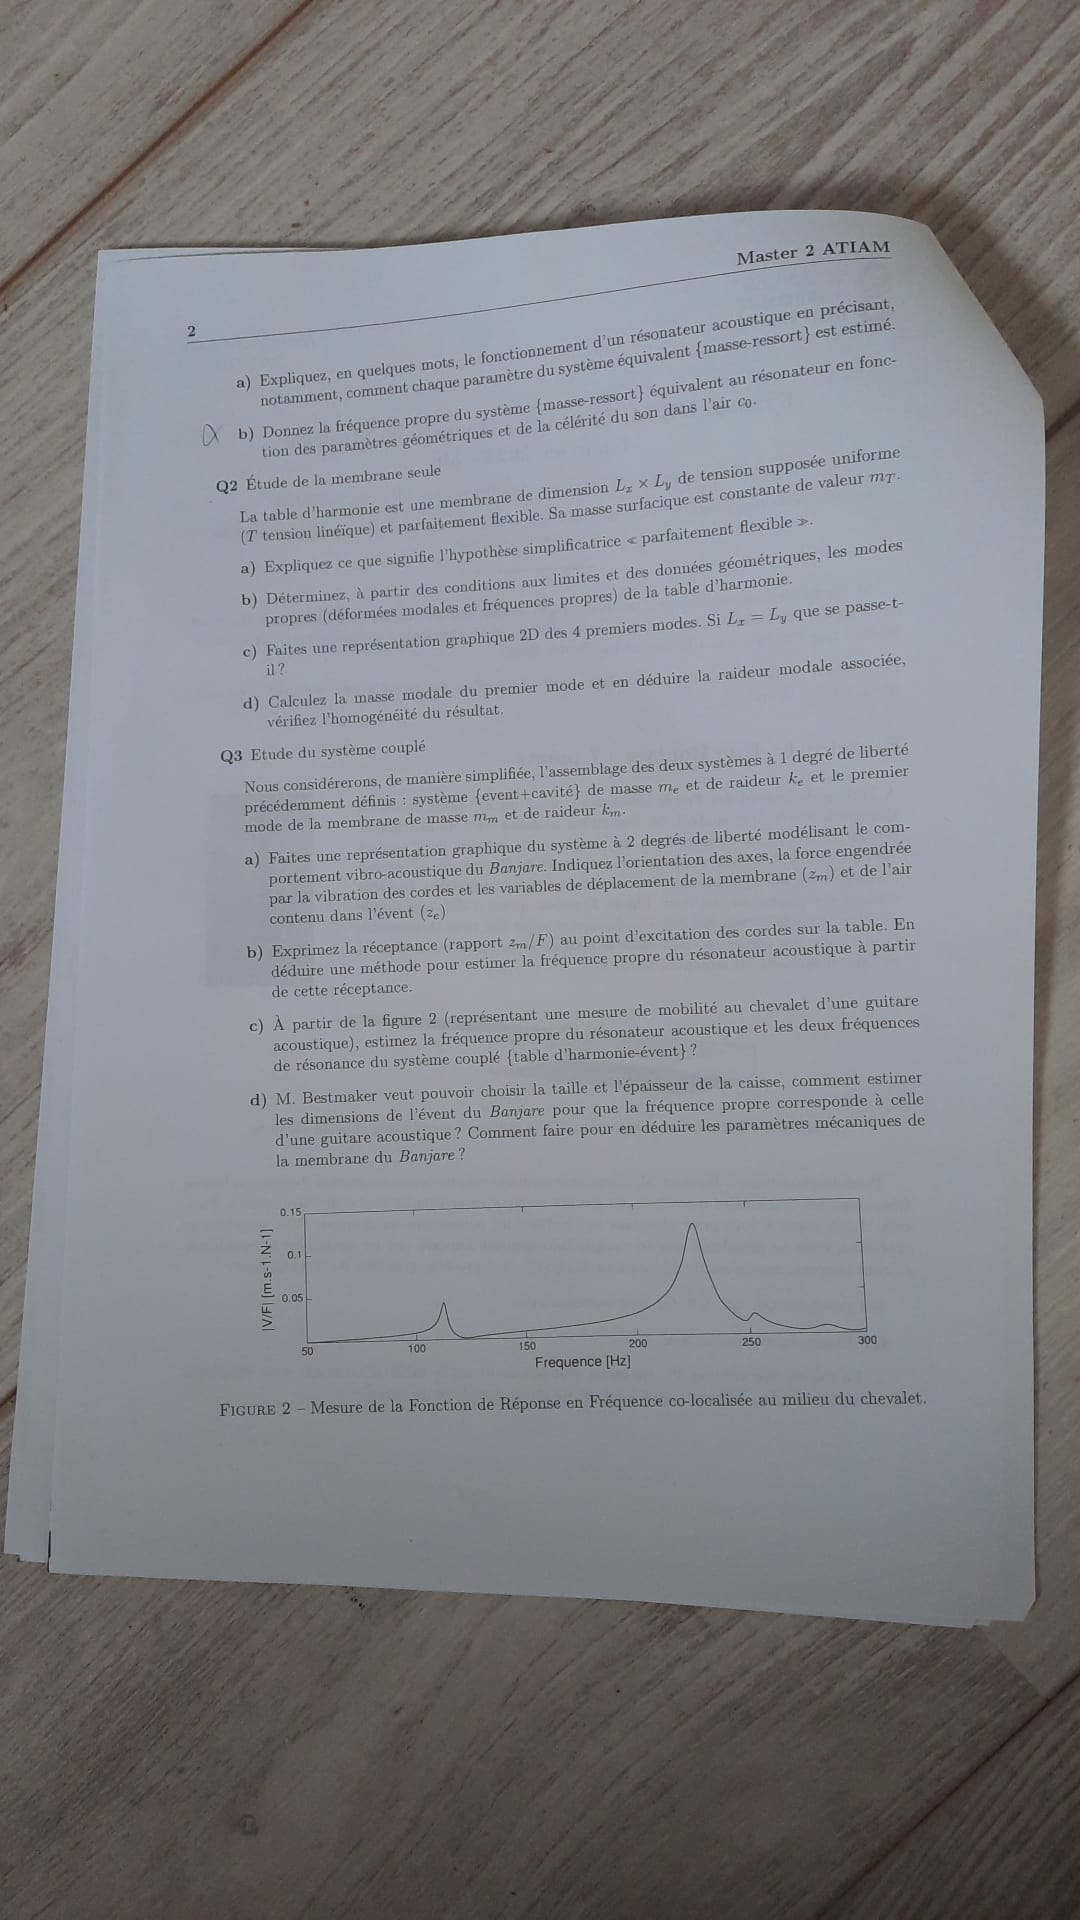 Master 2 ATIAM
2
a) Expliquez, en quelques mots, le fonctionnement d'un résonateur acoustique en précisant,
notamment, comment chaque paramètre du système équivalent {masse-ressort} est estimé.
b) Donnez la fréquence propre du système {masse-ressort} équivalent au résonateur en fonc-
tion des paramètres géométriques et de la célérité du son dans l'air c₀.
Q2 Étude de la membrane seule
La table d'harmonie est une membrane de dimension Lₓ × L_y de tension supposée uniforme
(T tension linéïque) et parfaitement flexible. Sa masse surfacique est constante de valeur m_T.
a) Expliquez ce que signifie l'hypothèse simplificatrice « parfaitement flexible ».
b) Déterminez, à partir des conditions aux limites et des données géométriques, les modes
propres (déformées modales et fréquences propres) de la table d'harmonie.
c) Faites une représentation graphique 2D des 4 premiers modes. Si Lₓ = L_y que se passe-t-
il ?
d) Calculez la masse modale du premier mode et en déduire la raideur modale associée,
vérifiez l'homogénéité du résultat.
Q3 Etude du système couplé
Nous considérerons, de manière simplifiée, l'assemblage des deux systèmes à 1 degré de liberté
précédemment définis : système {event+cavité} de masse mₑ et de raideur kₑ et le premier
mode de la membrane de masse mₘ et de raideur kₘ.
a) Faites une représentation graphique du système à 2 degrés de liberté modélisant le com-
portement vibro-acoustique du Banjare. Indiquez l'orientation des axes, la force engendrée
par la vibration des cordes et les variables de déplacement de la membrane (zₘ) et de l'air
contenu dans l'évent (zₑ)
b) Exprimez la réceptance (rapport zₘ/F) au point d'excitation des cordes sur la table. En
déduire une méthode pour estimer la fréquence propre du résonateur acoustique à partir
de cette réceptance.
c) À partir de la figure 2 (représentant une mesure de mobilité au chevalet d'une guitare
acoustique), estimez la fréquence propre du résonateur acoustique et les deux fréquences
de résonance du système couplé {table d'harmonie-évent} ?
d) M. Bestmaker veut pouvoir choisir la taille et l'épaisseur de la caisse, comment estimer
les dimensions de l'évent du Banjare pour que la fréquence propre corresponde à celle
d'une guitare acoustique ? Comment faire pour en déduire les paramètres mécaniques de
la membrane du Banjare ?
|V/F| [m.s-1.N-1]
0.15
0.1
0.05
50 100 150 200 250 300
Frequence [Hz]
FIGURE 2 – Mesure de la Fonction de Réponse en Fréquence co-localisée au milieu du chevalet.